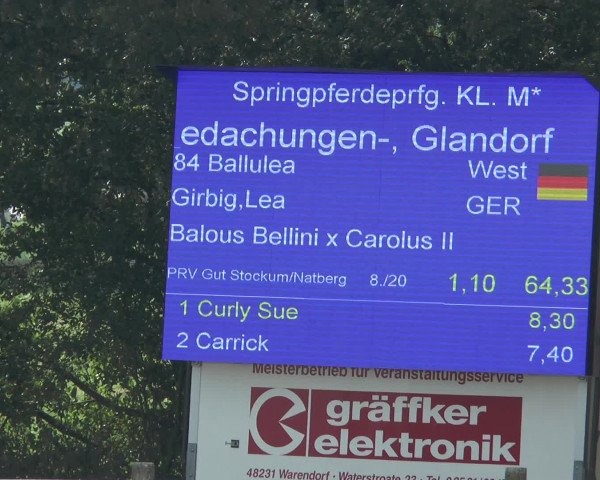 Springpferdeprfg. KL. M*
edachungen-, Glandorf
84 Ballulea West
Girbig,Lea GER
Balous Bellini x Carolus II
PRV Gut Stockum/Natberg 8./20 1,10 64,33
1 Curly Sue 8,30
2 Carrick 7,40
Meisterbetrieb für Veranstaltungsservice
gräffker
elektronik
48231 Warendorf · Waterstroate 23 · Tel.